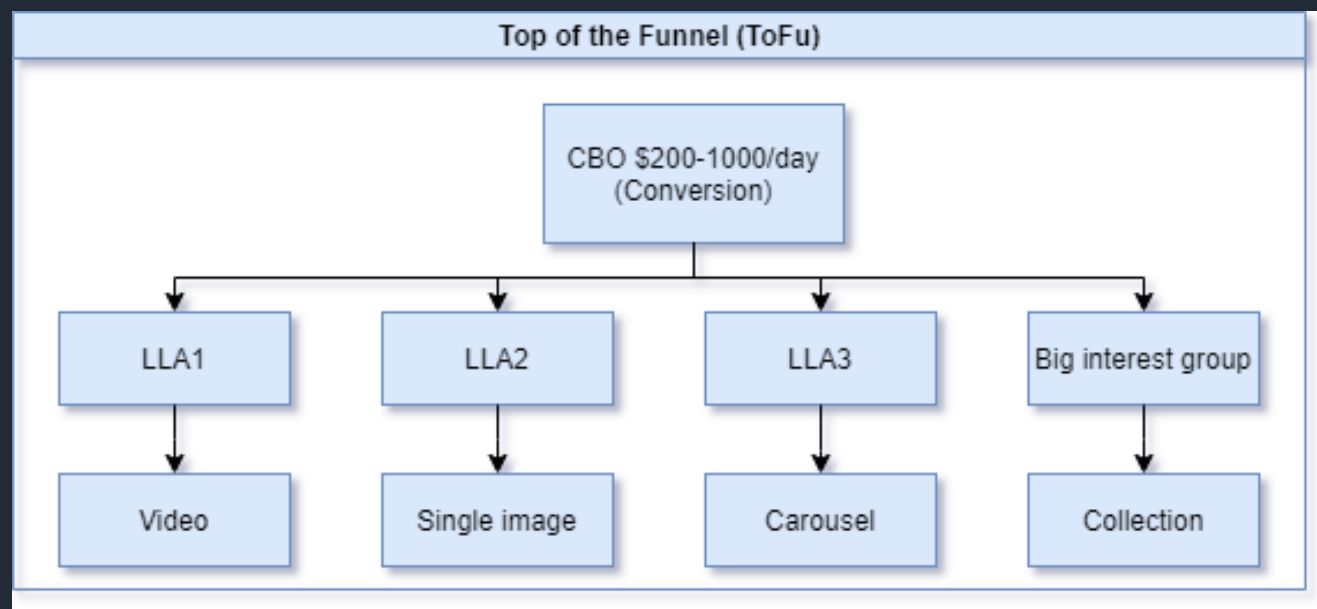 Top of the Funnel (ToFu)
CBO $200-1000/day
(Conversion)
LLA1
LLA2
LLA3
Big interest group
Video
Single image
Carousel
Collection